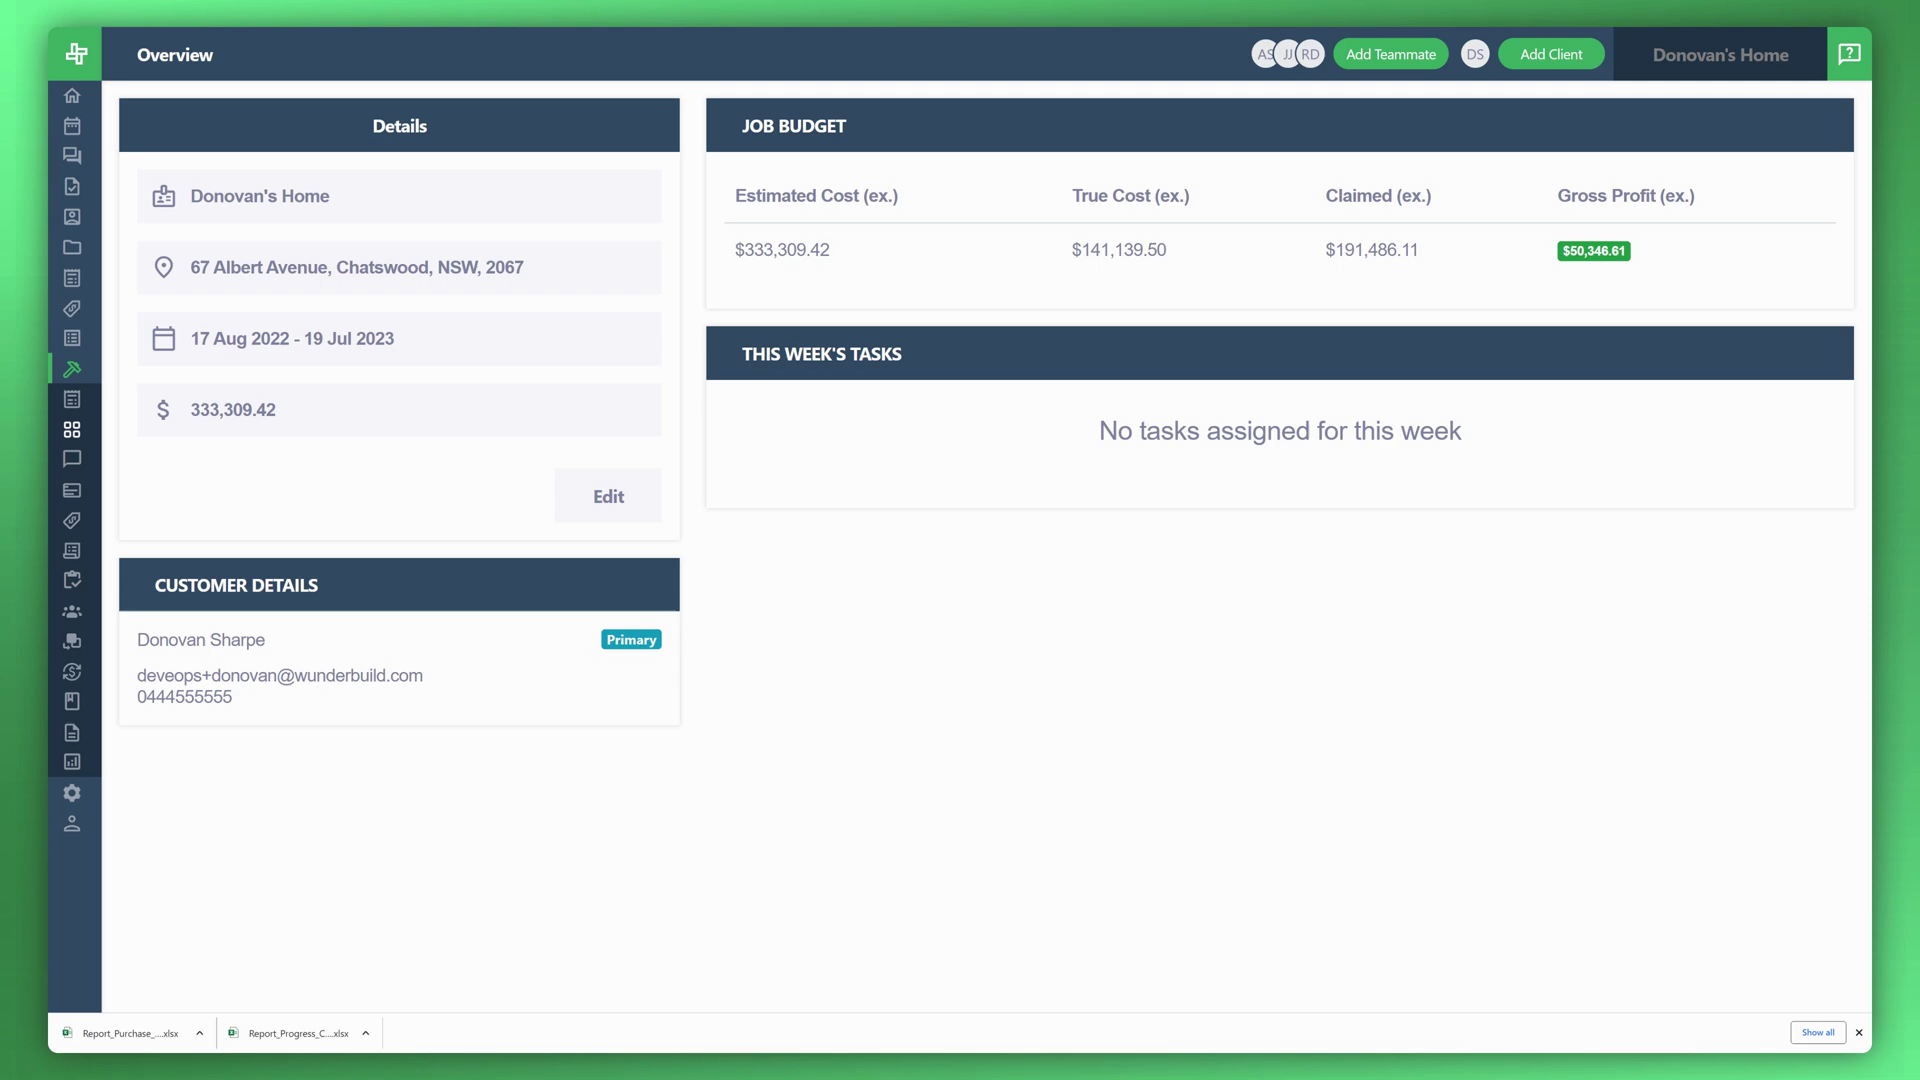 Overview
AS JJ RD Add Teammate DS Add Client Donovan's Home
Details
Donovan's Home
67 Albert Avenue, Chatswood, NSW, 2067
17 Aug 2022 - 19 Jul 2023
333,309.42
Edit
CUSTOMER DETAILS
Donovan Sharpe Primary
deveops+donovan@wunderbuild.com
0444555555
JOB BUDGET
Estimated Cost (ex.) True Cost (ex.) Claimed (ex.) Gross Profit (ex.)
$333,309.42 $141,139.50 $191,486.11 $50,346.61
THIS WEEK'S TASKS
No tasks assigned for this week
Report_Purchase_....xlsx Report_Progress_C....xlsx Show all